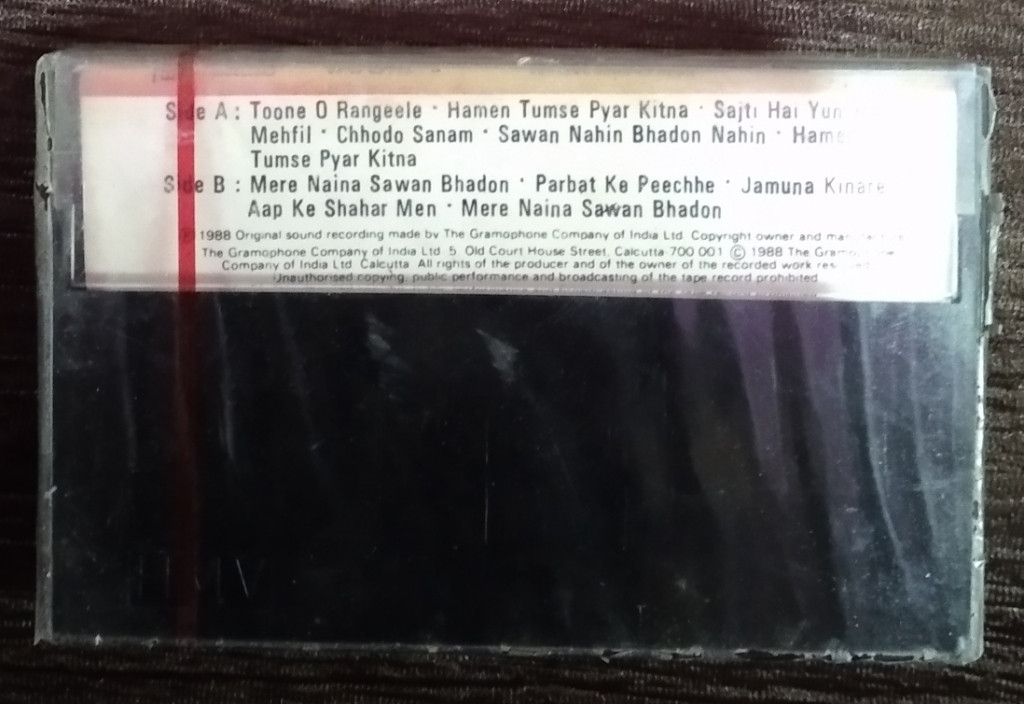 Side A : Toone O Rangeele · Hamen Tumse Pyar Kitna · Sajti Hai Yun
Mehfil · Chhodo Sanam · Sawan Nahin Bhadon Nahin · Hame
Tumse Pyar Kitna
Side B : Mere Naina Sawan Bhadon · Parbat Ke Peechhe · Jamuna Kinare
Aap Ke Shahar Men · Mere Naina Sawan Bhadon
℗ 1988 Original sound recording made by The Gramophone Company of India Ltd. Copyright owner and
The Gramophone Company of India Ltd. 5, Old Court House Street, Calcutta 700 001 © 1988 The
Company of India Ltd. Calcutta. All rights of the producer and of the owner of the recorded work
Unauthorised copying, public performance and broadcasting of the tape record prohibited